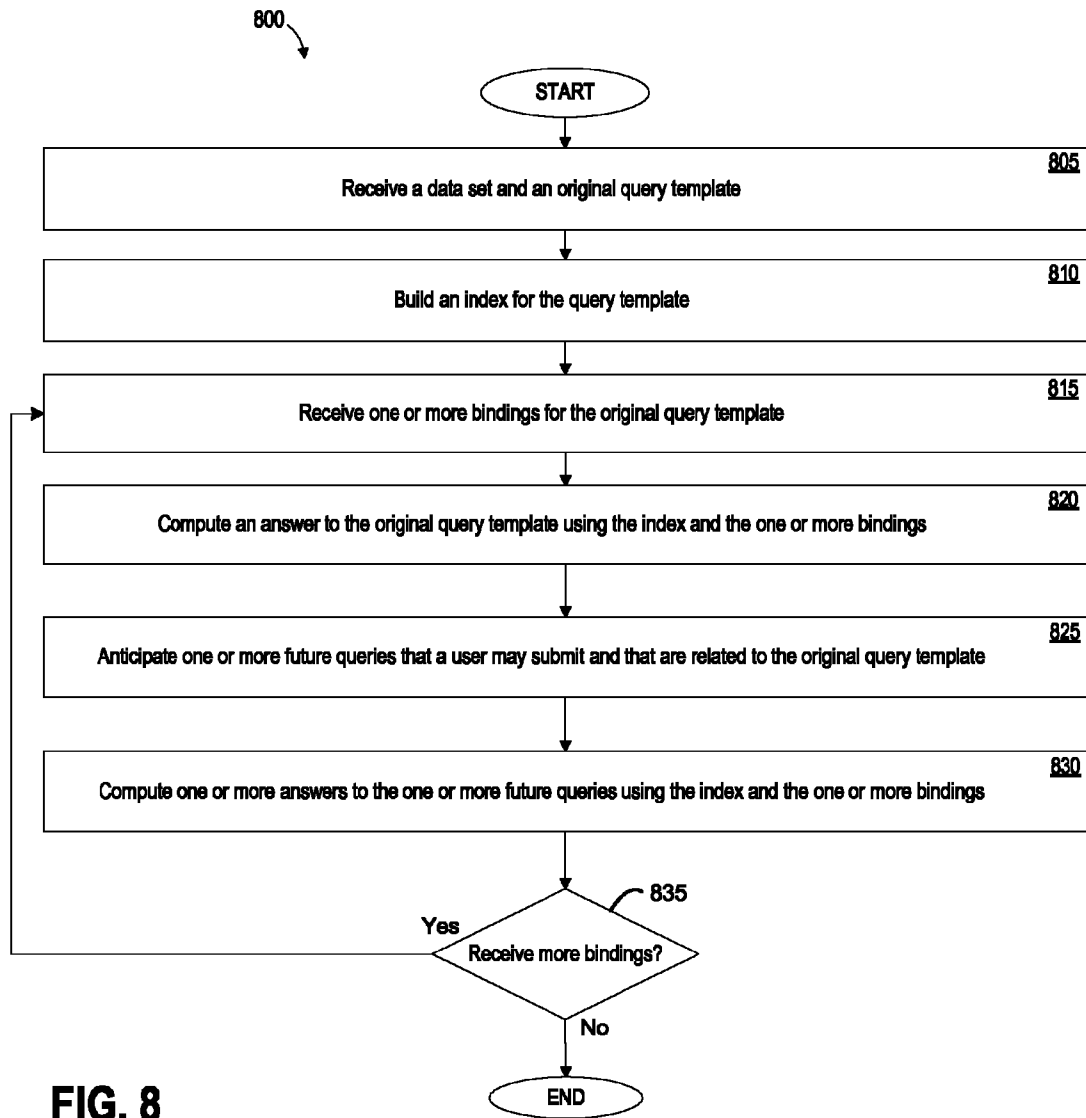 800
START
805
Receive a data set and an original query template
810
Build an index for the query template
815
Receive one or more bindings for the original query template
820
Compute an answer to the original query template using the index and the one or more bindings
825
Anticipate one or more future queries that a user may submit and that are related to the original query template
830
Compute one or more answers to the one or more future queries using the index and the one or more bindings
835
Yes
Receive more bindings?
No
END
FIG. 8